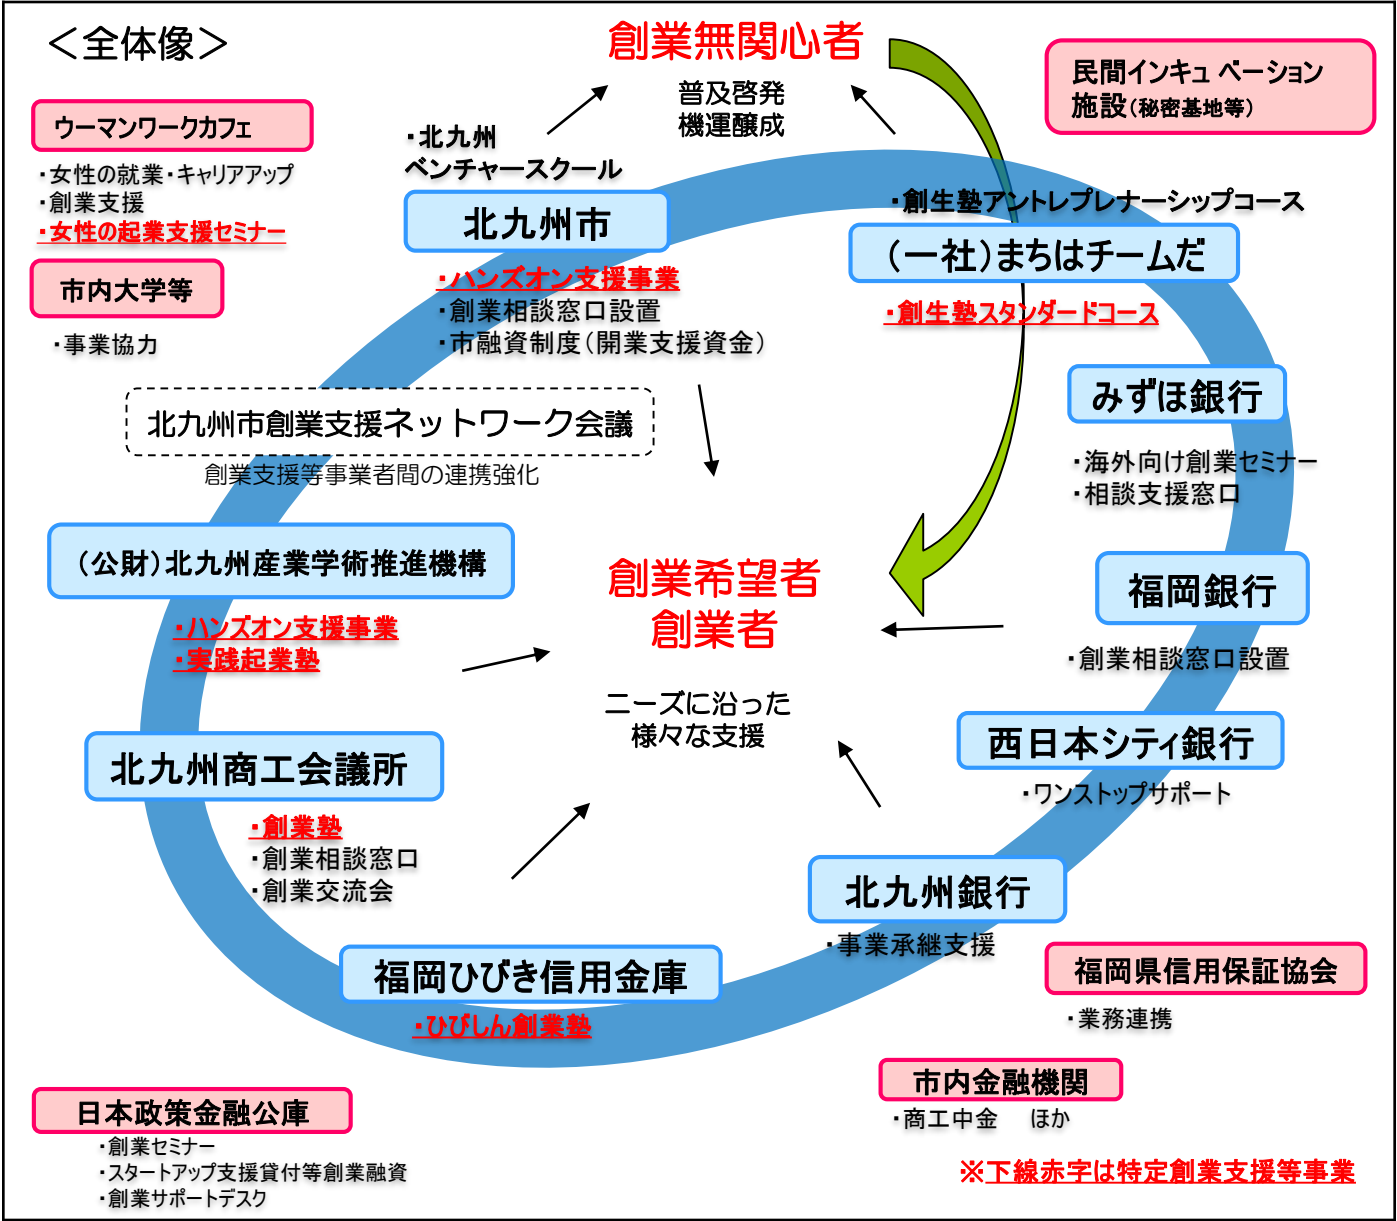 ＜全体像＞
創業無関心者
普及啓発
機運醸成
民間インキュベーション
施設（秘密基地等）
ウーマンワークカフェ
・女性の就業・キャリアアップ
・創業支援
・女性の起業支援セミナー
市内大学等
・事業協力
・北九州
ベンチャースクール
北九州市
・ハンズオン支援事業
・創業相談窓口設置
・市融資制度（開業支援資金）
・創生塾アントレプレナーシップコース
（一社）まちはチームだ
・創生塾スタンダードコース
北九州市創業支援ネットワーク会議
創業支援等事業者間の連携強化
みずほ銀行
・海外向け創業セミナー
・相談支援窓口
（公財）北九州産業学術推進機構
・ハンズオン支援事業
・実践起業塾
創業希望者
創業者
ニーズに沿った
様々な支援
福岡銀行
・創業相談窓口設置
北九州商工会議所
・創業塾
・創業相談窓口
・創業交流会
西日本シティ銀行
・ワンストップサポート
北九州銀行
・事業承継支援
福岡ひびき信用金庫
・ひびしん創業塾
福岡県信用保証協会
・業務連携
市内金融機関
・商工中金　ほか
日本政策金融公庫
・創業セミナー
・スタートアップ支援貸付等創業融資
・創業サポートデスク
※下線赤字は特定創業支援等事業